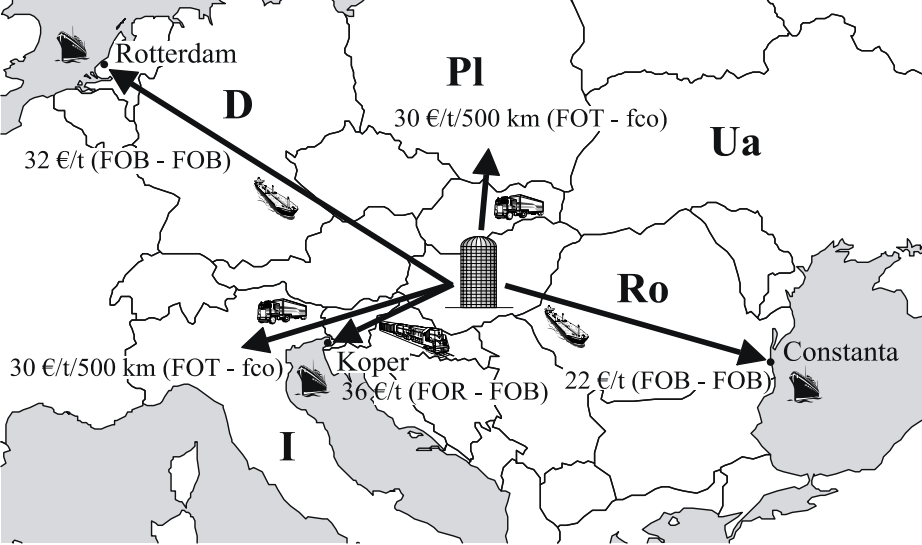 Rotterdam
Pl
D
30 €/t/500 km (FOT - fco)
Ua
32 €/t (FOB - FOB)
Ro
Constanta
Koper
30 €/t/500 km (FOT - fco)
22 €/t (FOB - FOB)
36 €/t (FOR - FOB)
I